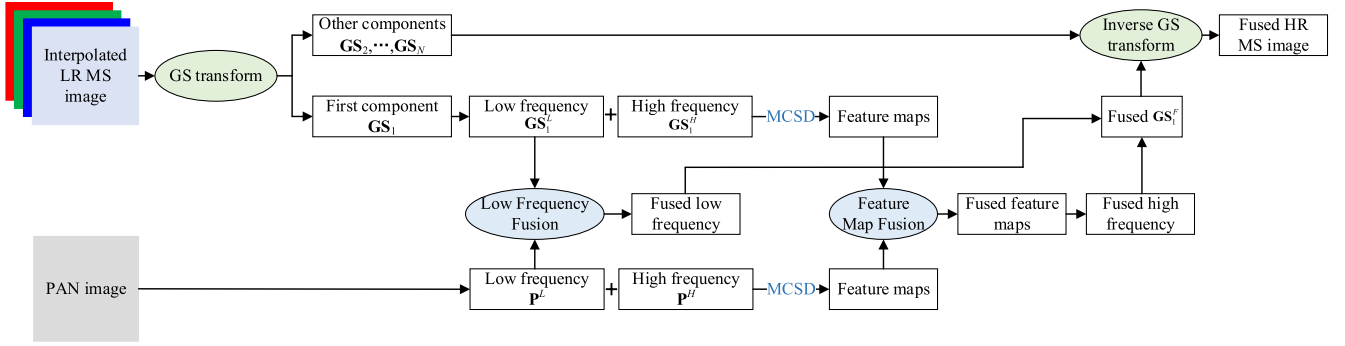 Interpolated
LR MS
image
GS transform
Other components
GS₂,⋯,GS_N
First component
GS₁
Low frequency
GS₁ᴸ
+
High frequency
GS₁ᴴ
MCSD
Feature maps
Inverse GS
transform
Fused HR
MS image
Fused GS₁ᶠ
Low Frequency
Fusion
Fused low
frequency
Feature
Map Fusion
Fused feature
maps
Fused high
frequency
PAN image
Low frequency
Pᴸ
+
High frequency
Pᴴ
MCSD
Feature maps